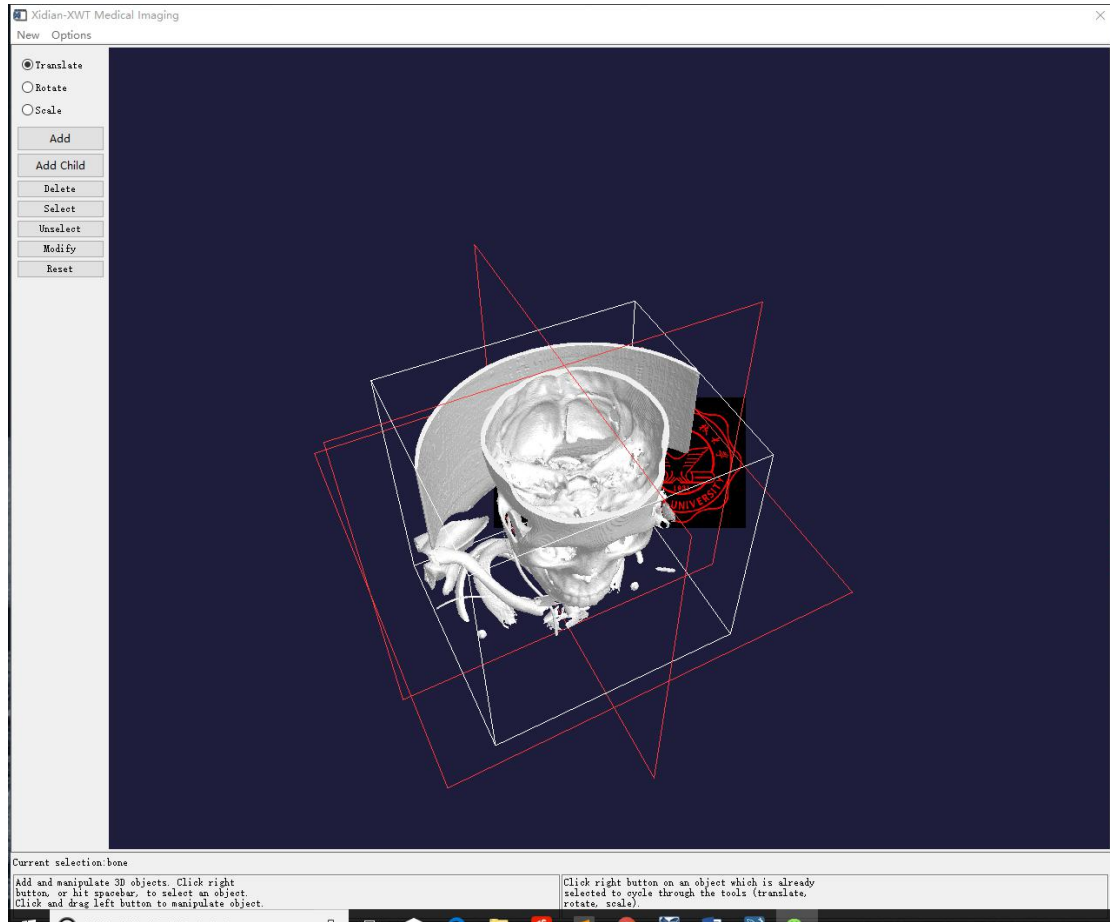 Xidian-XWT Medical Imaging
New Options
Translate
Rotate
Scale
Add
Add Child
Delete
Select
Unselect
Modify
Reset
UNIVERSITY
Current selection:bone
Add and manipulate 3D objects. Click right
button, or hit spacebar, to select an object.
Click and drag left button to manipulate object.
Click right button on an object which is already
selected to cycle through the tools (translate,
rotate, scale).